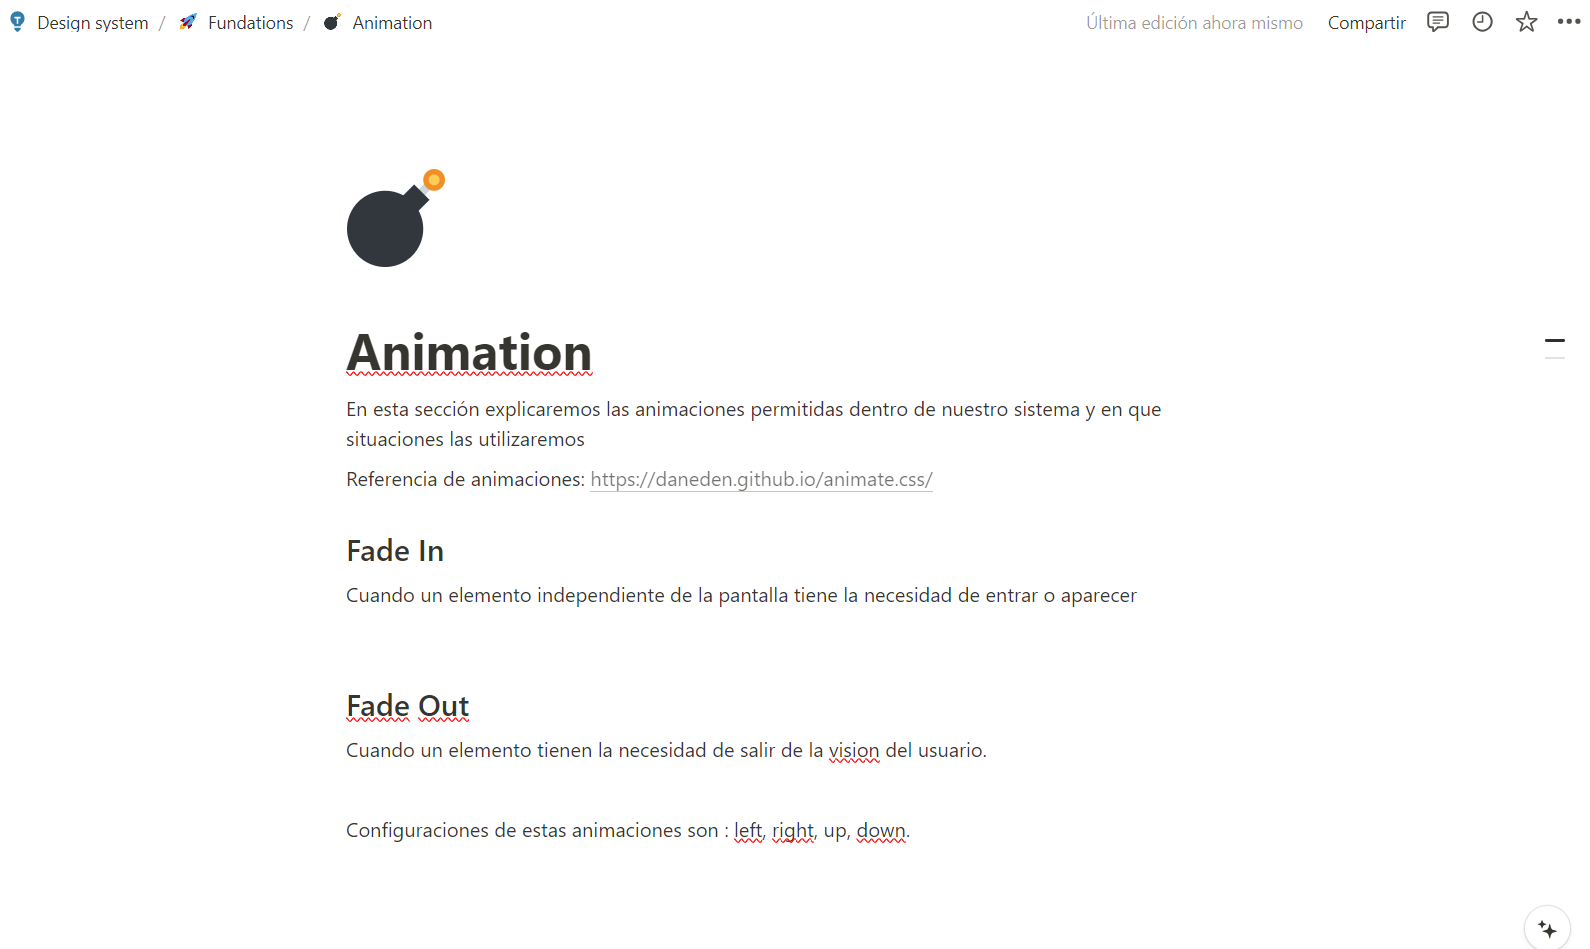 Design system / Fundations / Animation
Última edición ahora mismo Compartir
Animation
En esta sección explicaremos las animaciones permitidas dentro de nuestro sistema y en que
situaciones las utilizaremos
Referencia de animaciones: https://daneden.github.io/animate.css/
Fade In
Cuando un elemento independiente de la pantalla tiene la necesidad de entrar o aparecer
Fade Out
Cuando un elemento tienen la necesidad de salir de la vision del usuario.
Configuraciones de estas animaciones son : left, right, up, down.